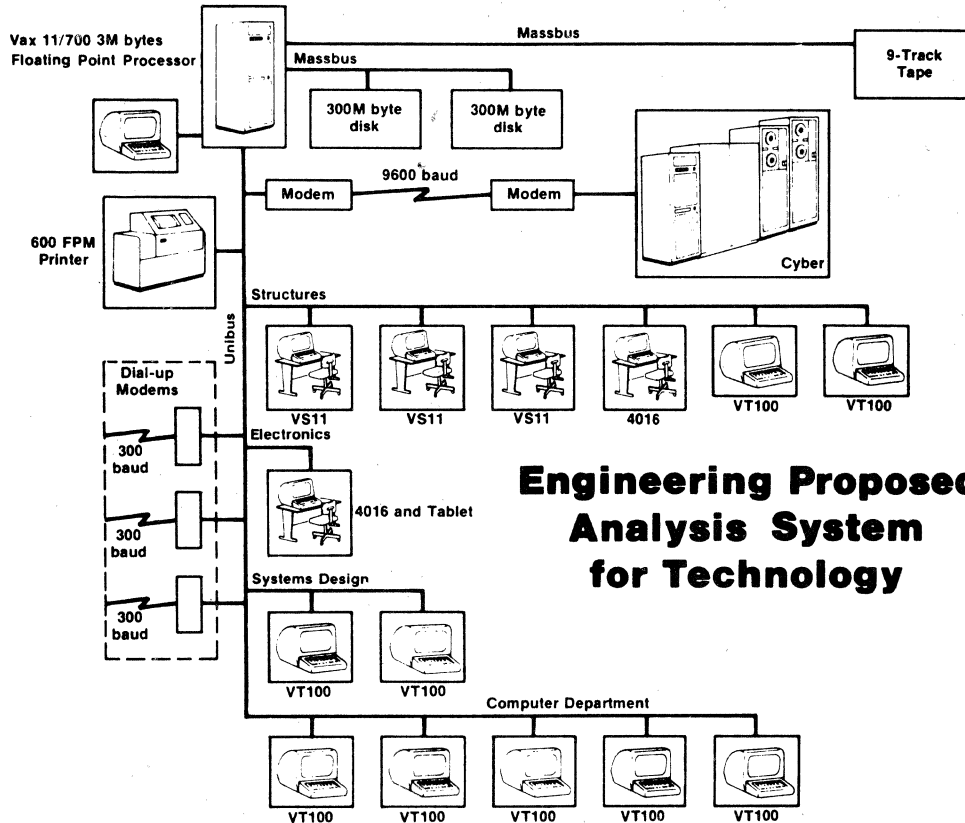 Vax 11/700 3M bytes
Floating Point Processor
Massbus
9-Track
Tape
Massbus
300M byte
disk
300M byte
disk
9600 baud
Modem
Modem
Cyber
600 FPM
Printer
Unibus
Structures
VS11
VS11
VS11
4016
VT100
VT100
Dial-up
Modems
300
baud
300
baud
300
baud
Electronics
4016 and Tablet
Engineering Proposed
Analysis System
for Technology
Systems Design
VT100
VT100
Computer Department
VT100
VT100
VT100
VT100
VT100